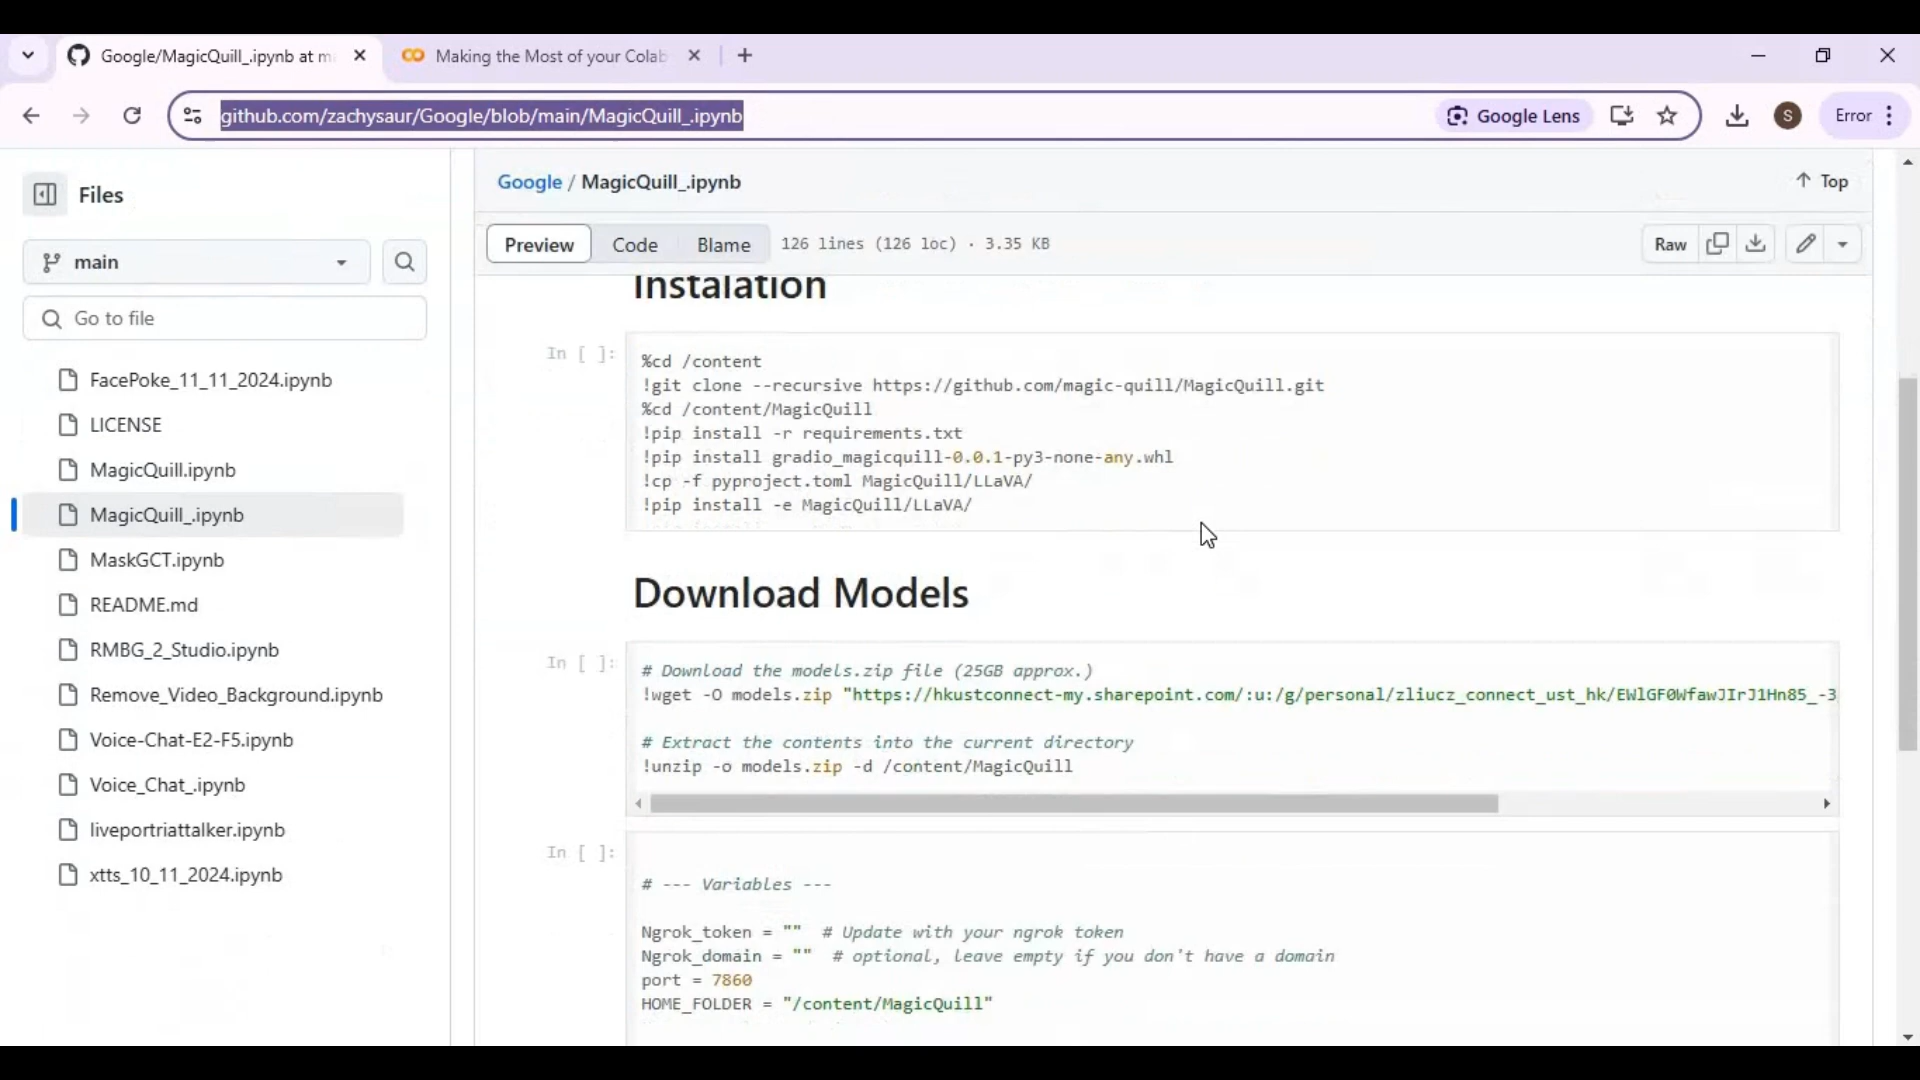 Google/MagicQuill_.ipynb at m
Making the Most of your Colab
github.com/zachysaur/Google/blob/main/MagicQuill_.ipynb
Google Lens
S
Error
Files
main
Go to file
FacePoke_11_11_2024.ipynb
LICENSE
MagicQuill.ipynb
MagicQuill_.ipynb
MaskGCT.ipynb
README.md
RMBG_2_Studio.ipynb
Remove_Video_Background.ipynb
Voice-Chat-E2-F5.ipynb
Voice_Chat_.ipynb
liveportriattalker.ipynb
xtts_10_11_2024.ipynb
Google / MagicQuill_.ipynb
Top
Preview
Code
Blame
126 lines (126 loc) · 3.35 KB
Raw
Instalation
In [ ]:
%cd /content
!git clone --recursive https://github.com/magic-quill/MagicQuill.git
%cd /content/MagicQuill
!pip install -r requirements.txt
!pip install gradio_magicquill-0.0.1-py3-none-any.whl
!cp -f pyproject.toml MagicQuill/LLaVA/
!pip install -e MagicQuill/LLaVA/
Download Models
In [ ]:
# Download the models.zip file (25GB approx.)
!wget -O models.zip "https://hkustconnect-my.sharepoint.com/:u:/g/personal/zliucz_connect_ust_hk/EWlGF0WfawJIrJ1Hn85_-3
# Extract the contents into the current directory
!unzip -o models.zip -d /content/MagicQuill
In [ ]:
# --- Variables ---
Ngrok_token = "" # Update with your ngrok token
Ngrok_domain = "" # optional, leave empty if you don't have a domain
port = 7860
HOME_FOLDER = "/content/MagicQuill"